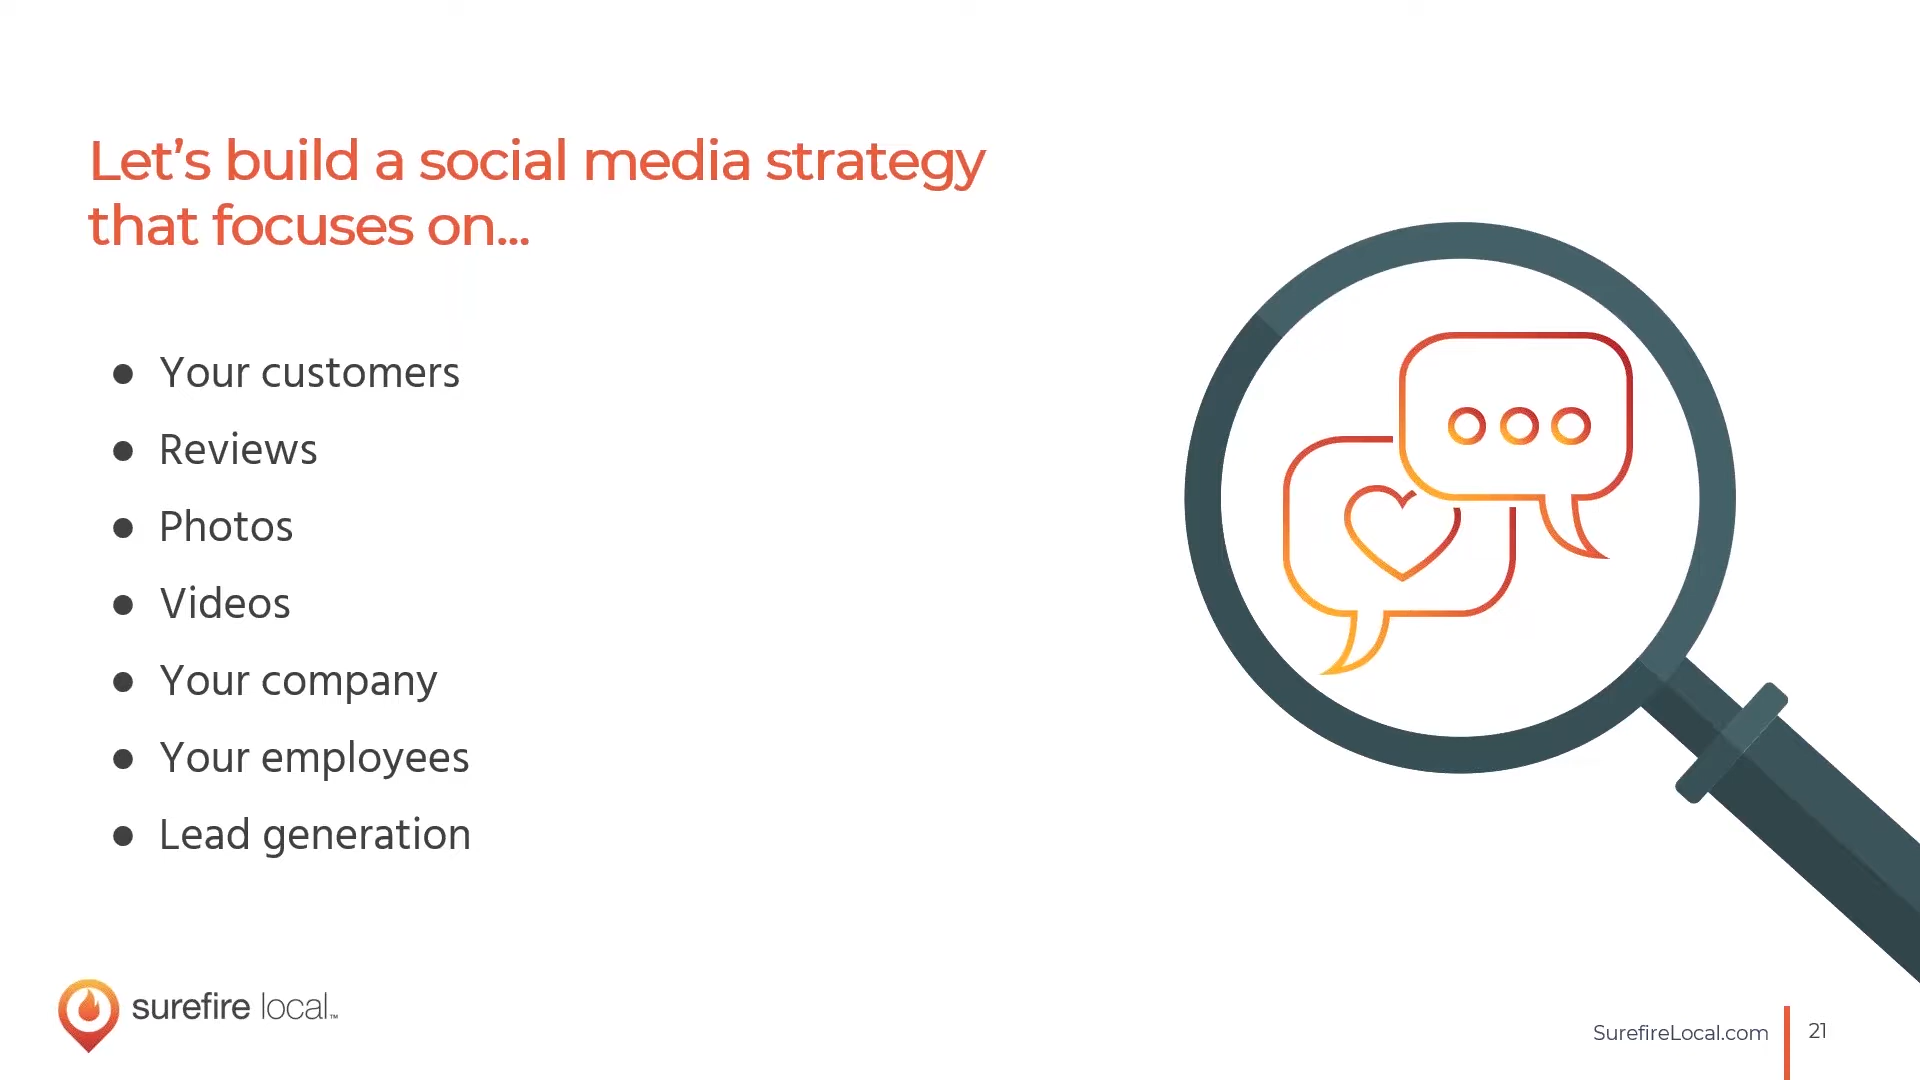 Let’s build a social media strategy
that focuses on...
● Your customers
● Reviews
● Photos
● Videos
● Your company
● Your employees
● Lead generation
surefire local™
SurefireLocal.com
21